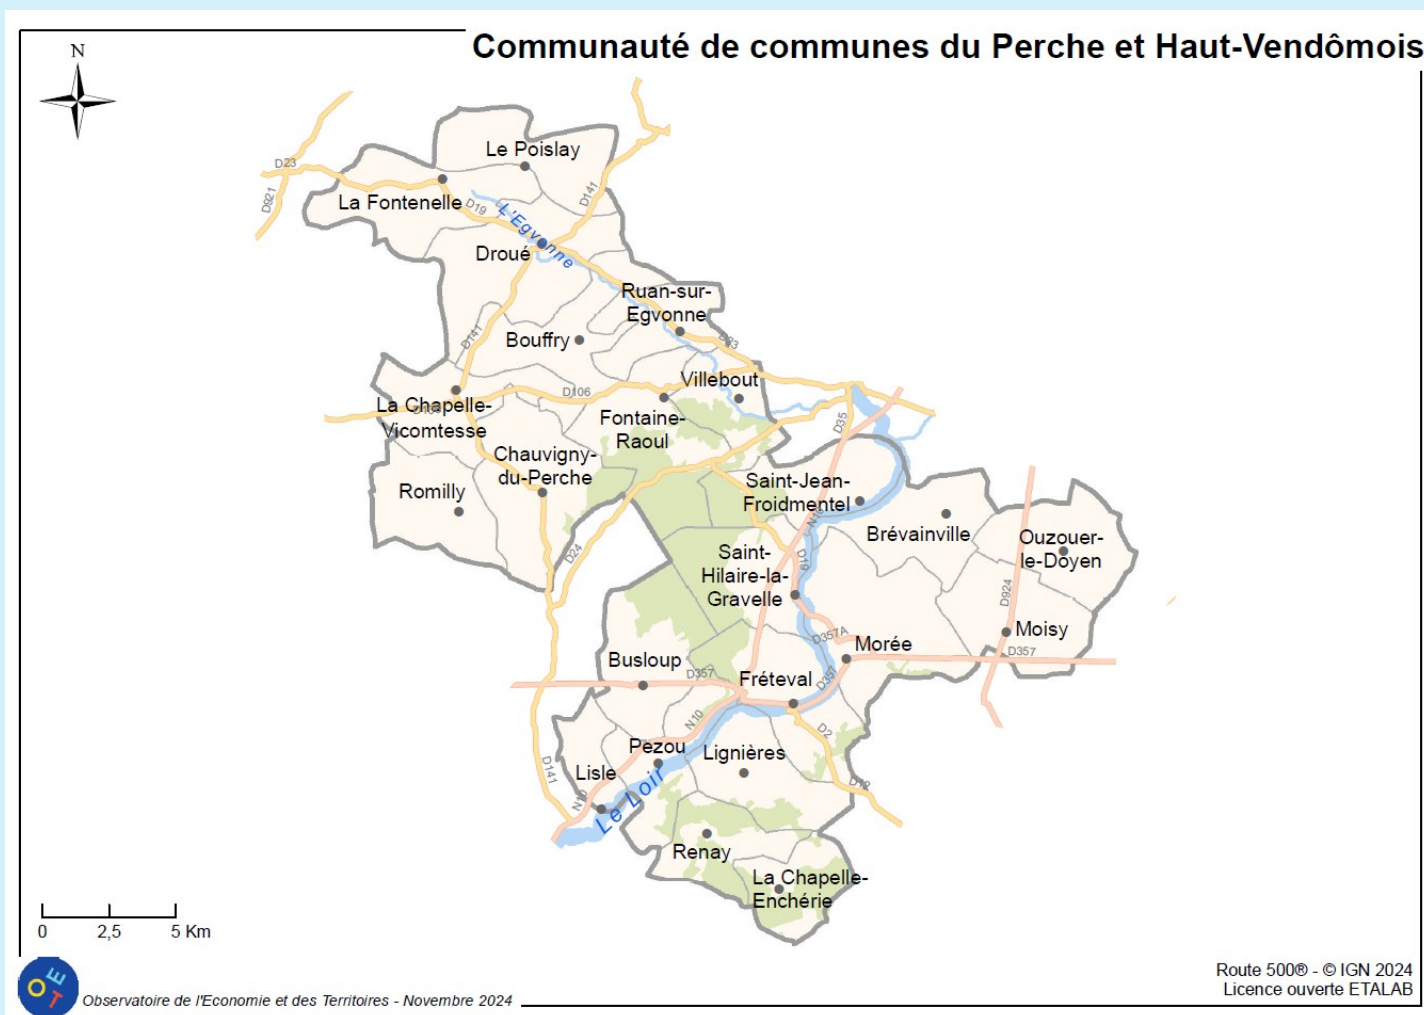 Communauté de communes du Perche et Haut-Vendômois
N
Le Poislay
D23
D141
D921
La Fontenelle
D19
L'Egvonne
Droué
Ruan-sur-
Egvonne
D141
Bouffry
D23
Villebout
D106
La Chapelle-
Vicomtesse
Fontaine-
Raoul
D35
Chauvigny-
du-Perche
Romilly
Saint-Jean-
Froidmentel
N10
Brévainville
Ouzouer-
le-Doyen
D24
Saint-
Hilaire-la-
Gravelle
D19
D924
Moisy
D357A
Morée
D357
Busloup
D357
Fréteval
D357
N10
D2
Pezou
Lignières
Lisle
D141
N10
Le Loir
Renay
La Chapelle-
Enchérie
0 2,5 5 Km
OET
Observatoire de l'Economie et des Territoires - Novembre 2024
Route 500® - © IGN 2024
Licence ouverte ETALAB